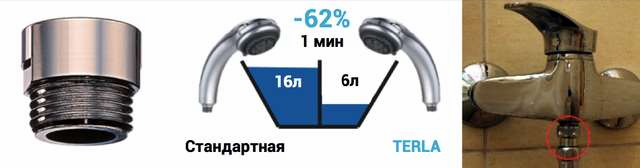 -62%
1 мин
16л
6л
Стандартная
TERLA